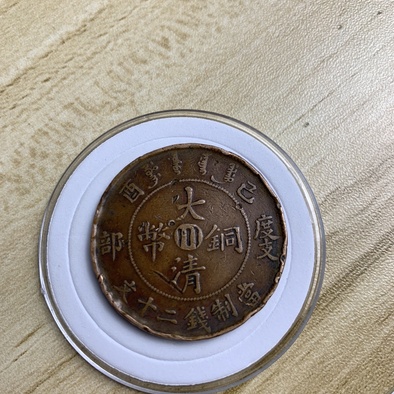 己酉
度支部
大清
銅幣
川
當制錢二十文